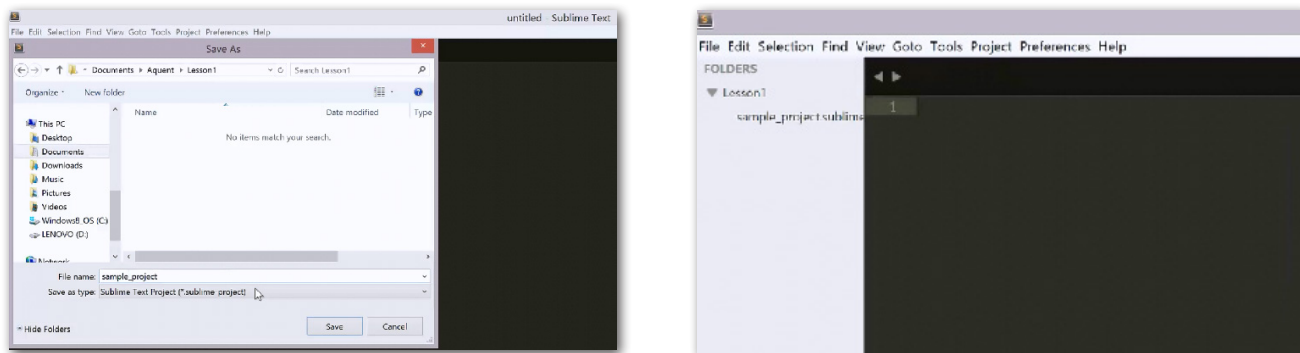 untitled - Sublime Text
File Edit Selection Find View Goto Tools Project Preferences Help
Save As
Documents Aquent Lesson1
Search Lesson1
Organize New folder
Name Date modified Type
No items match your search.
This PC
Desktop
Documents
Downloads
Music
Pictures
Videos
Windows8_OS (C:)
LENOVO (D:)
Network
File name: sample_project
Save as type: Sublime Text Project (*.sublime-project)
Hide Folders
Save Cancel
File Edit Selection Find View Goto Tools Project Preferences Help
FOLDERS
Lesson1
sample_project.sublime
1